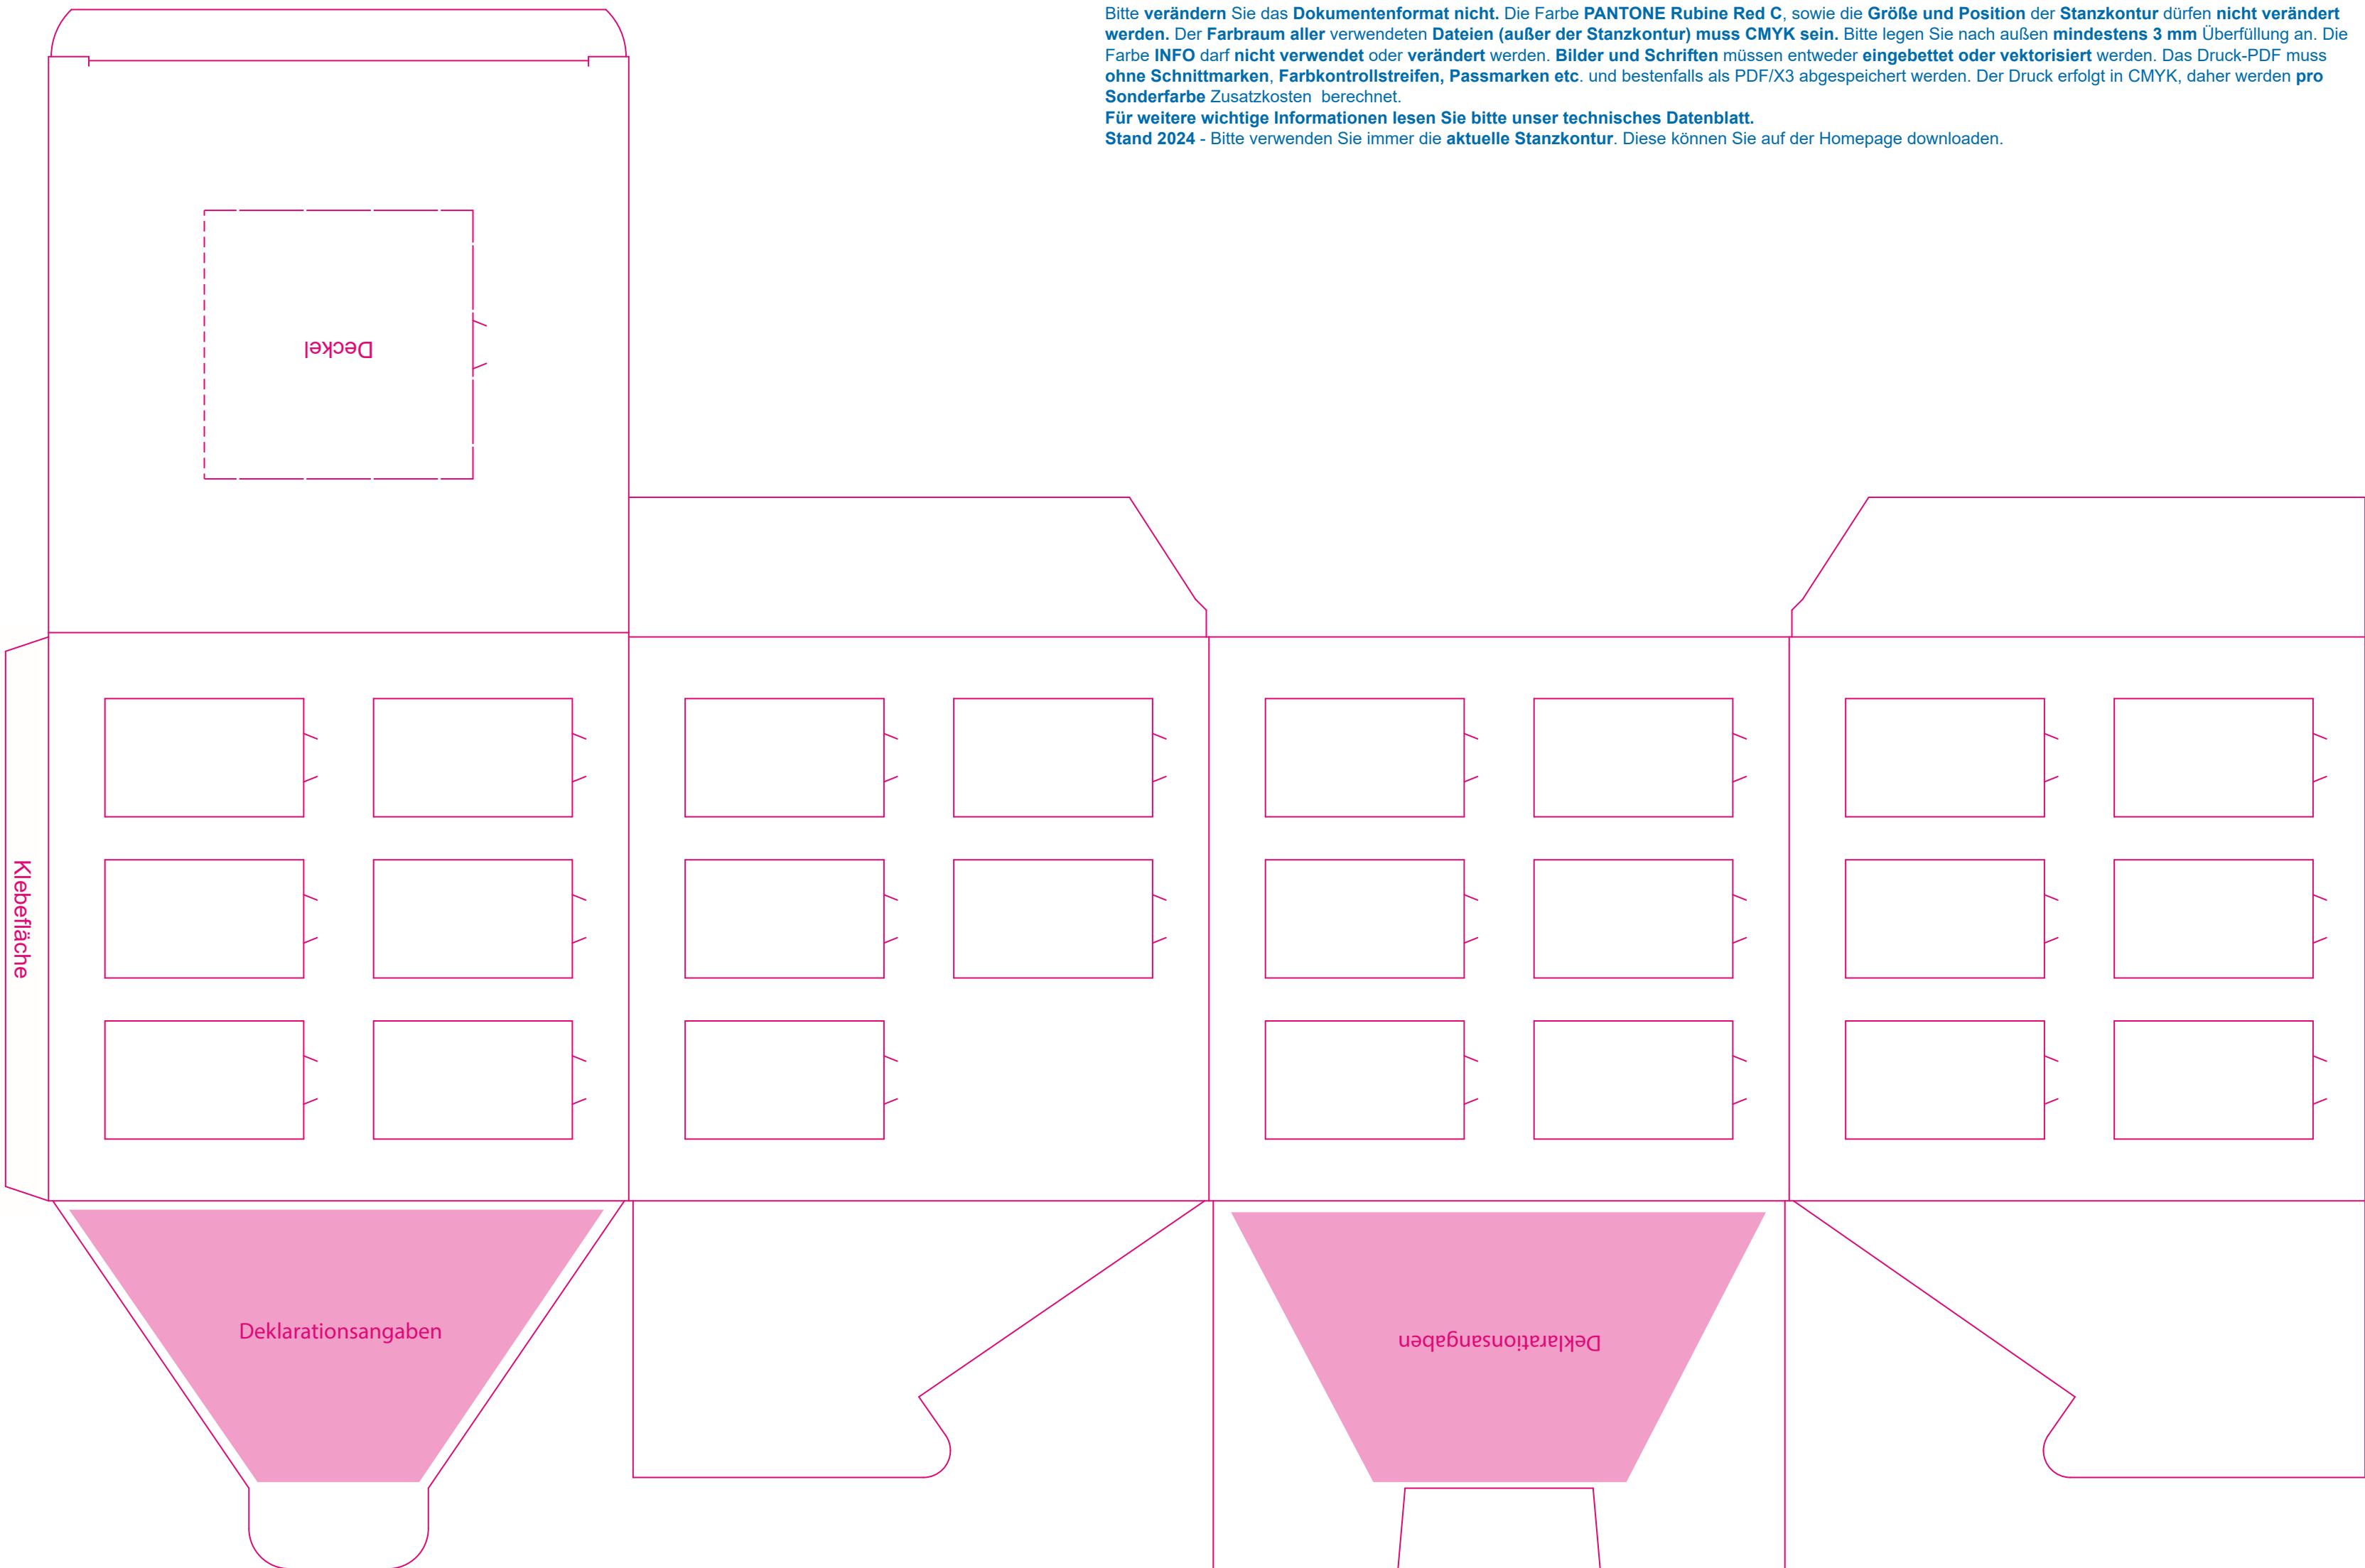 Bitte verändern Sie das Dokumentenformat nicht. Die Farbe PANTONE Rubine Red C, sowie die Größe und Position der Stanzkontur dürfen nicht verändert
werden. Der Farbraum aller verwendeten Dateien (außer der Stanzkontur) muss CMYK sein. Bitte legen Sie nach außen mindestens 3 mm Überfüllung an. Die
Farbe INFO darf nicht verwendet oder verändert werden. Bilder und Schriften müssen entweder eingebettet oder vektorisiert werden. Das Druck-PDF muss
ohne Schnittmarken, Farbkontrollstreifen, Passmarken etc. und bestenfalls als PDF/X3 abgespeichert werden. Der Druck erfolgt in CMYK, daher werden pro
Sonderfarbe Zusatzkosten berechnet.
Für weitere wichtige Informationen lesen Sie bitte unser technisches Datenblatt.
Stand 2024 - Bitte verwenden Sie immer die aktuelle Stanzkontur. Diese können Sie auf der Homepage downloaden.
Deckel
Klebefläche
Deklarationsangaben
Deklarationsangaben